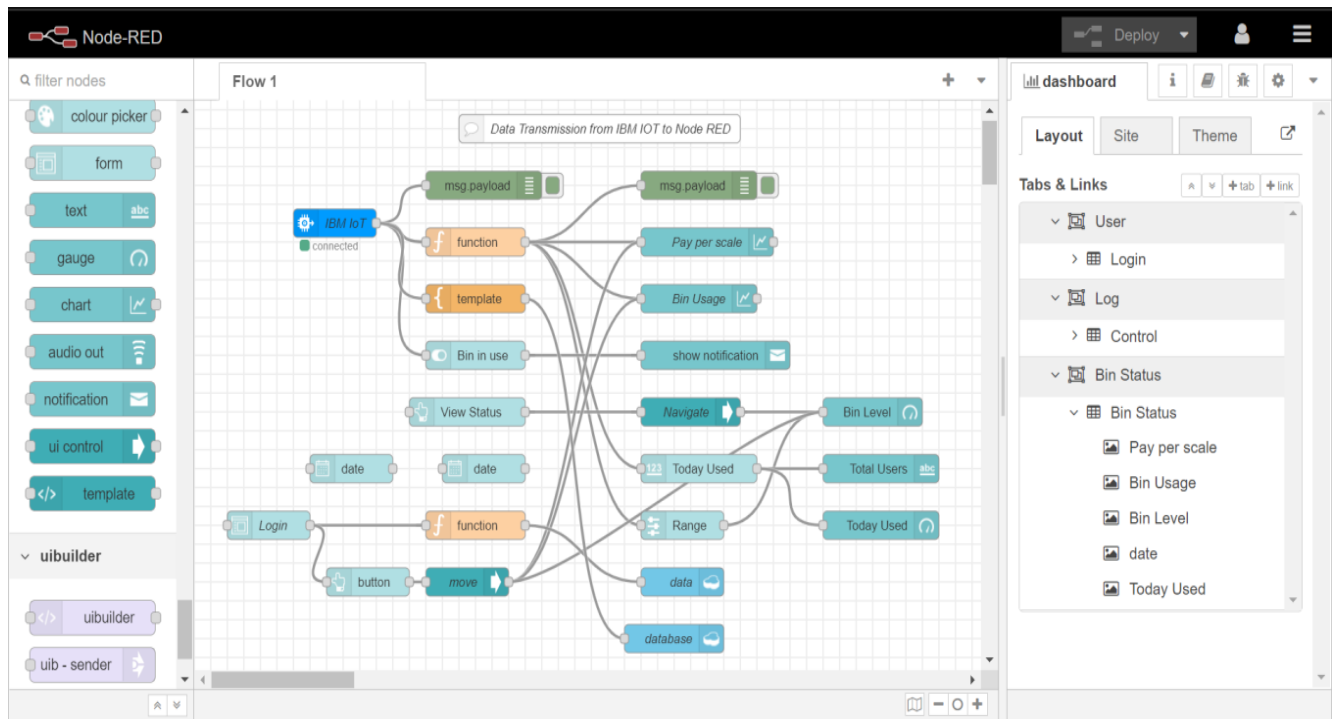 Node-RED
Deploy
filter nodes
colour picker
form
text
abc
gauge
chart
audio out
notification
ui control
</> template
uibuilder
</> uibuilder
uib - sender
Flow 1
Data Transmission from IBM IOT to Node RED
msg.payload
msg.payload
IBM IoT
connected
f function
Pay per scale
{ template
Bin Usage
Bin in use
show notification
View Status
Navigate
Bin Level
date
date
123 Today Used
Total Users abc
Login
f function
Range
Today Used
button
move
data
database
dashboard
i
Layout
Site
Theme
Tabs & Links
+ tab
+ link
User
Login
Log
Control
Bin Status
Bin Status
Pay per scale
Bin Usage
Bin Level
date
Today Used